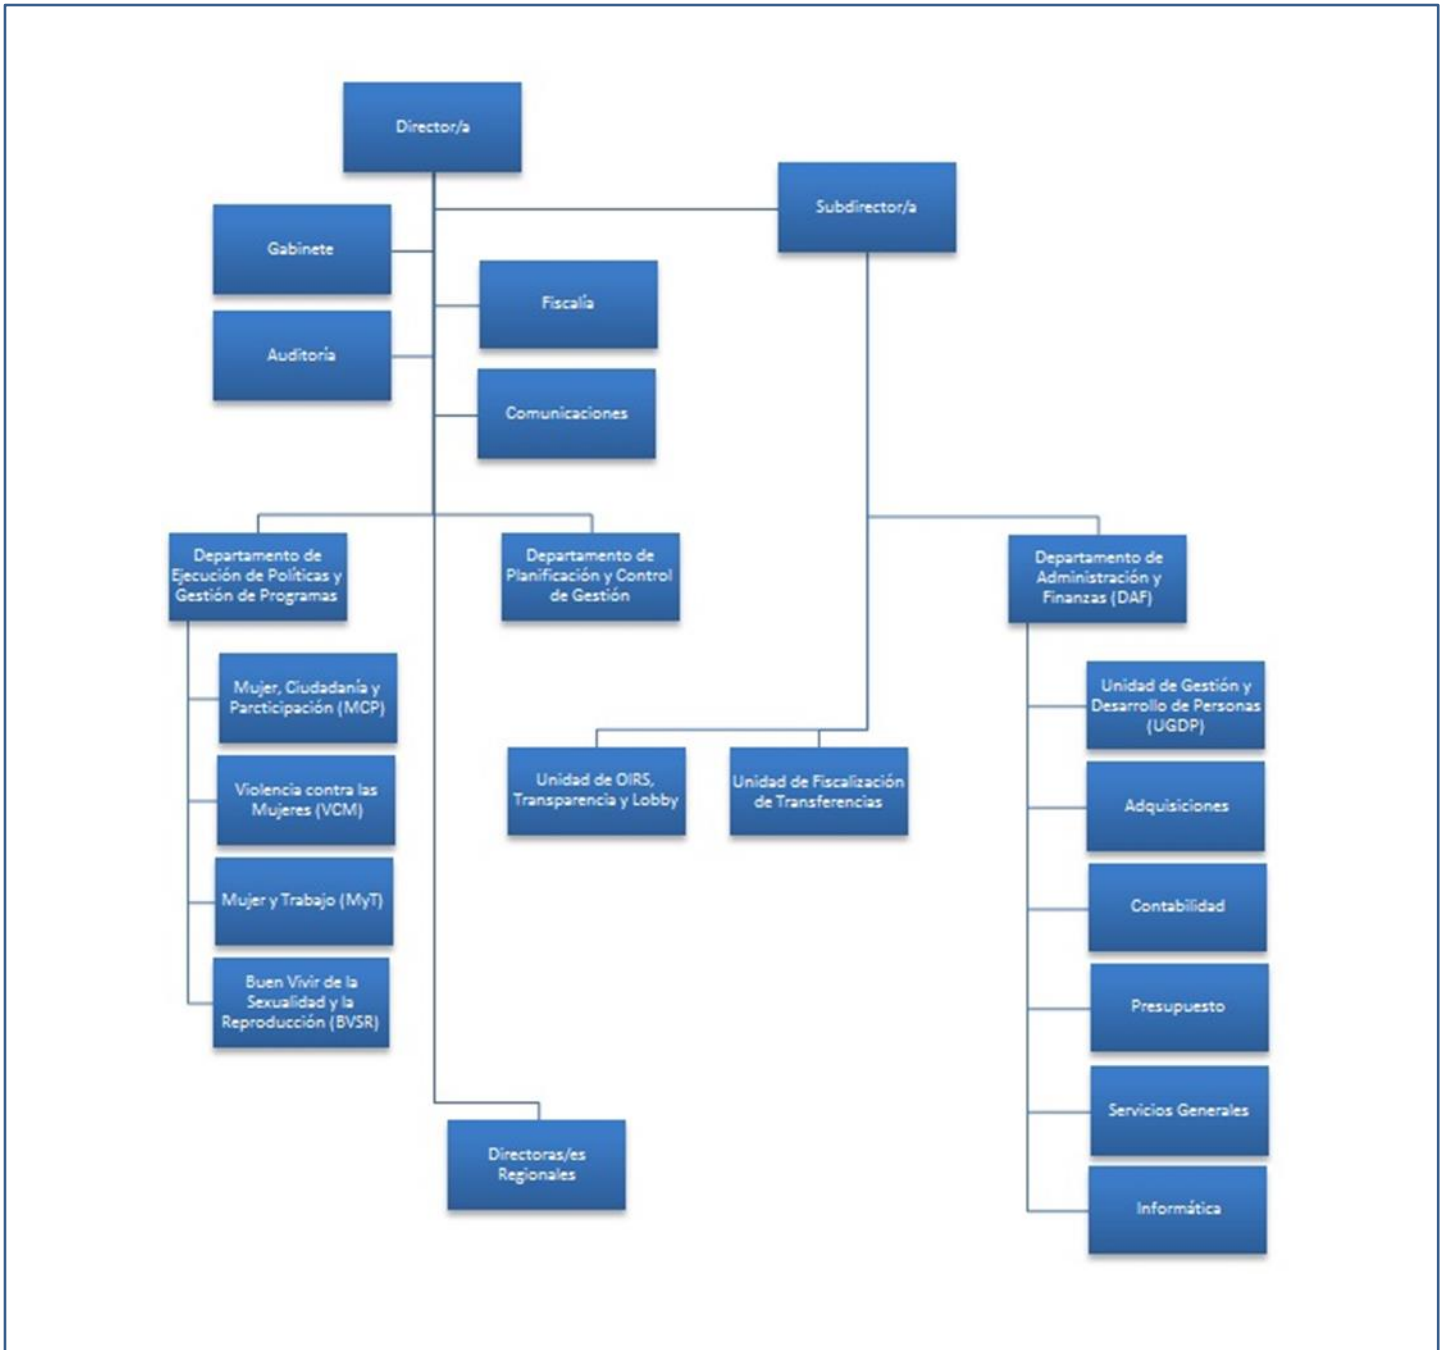 Director/a
Subdirector/a
Gabinete
Fiscalía
Auditoría
Comunicaciones
Departamento de
Ejecución de Políticas y
Gestión de Programas
Departamento de
Planificación y Control
de Gestión
Departamento de
Administración y
Finanzas (DAF)
Mujer, Ciudadanía y
Parcticipación (MCP)
Violencia contra las
Mujeres (VCM)
Mujer y Trabajo (MyT)
Buen Vivir de la
Sexualidad y la
Reproducción (BVSR)
Unidad de OIRS,
Transparencia y Lobby
Unidad de Fiscalización
de Transferencias
Unidad de Gestión y
Desarrollo de Personas
(UGDP)
Adquisiciones
Contabilidad
Presupuesto
Servicios Generales
Informática
Directoras/es
Regionales